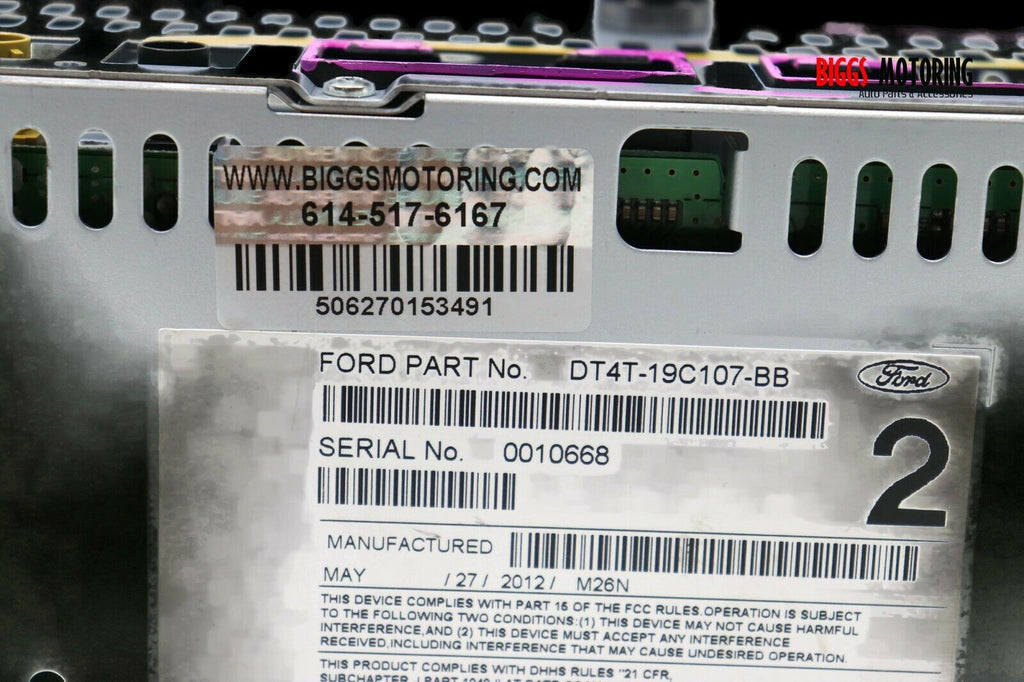 BIGGS MOTORING
Auto Parts & Accessories
WWW.BIGGSMOTORING.COM
614-517-6167
506270153491
FORD PART No. DT4T-19C107-BB
Ford
2
SERIAL No. 0010668
MANUFACTURED
MAY / 27 / 2012 / M26N
THIS DEVICE COMPLIES WITH PART 15 OF THE FCC RULES.OPERATION IS SUBJECT
TO THE FOLLOWING TWO CONDITIONS:(1) THIS DEVICE MAY NOT CAUSE HARMFUL
INTERFERENCE,AND (2) THIS DEVICE MUST ACCEPT ANY INTERFERENCE
RECEIVED,INCLUDING INTERFERENCE THAT MAY CAUSE UNDESIRED OPERATION.
THIS PRODUCT COMPLIES WITH DHHS RULES "21 CFR,
SUBCHAPTER